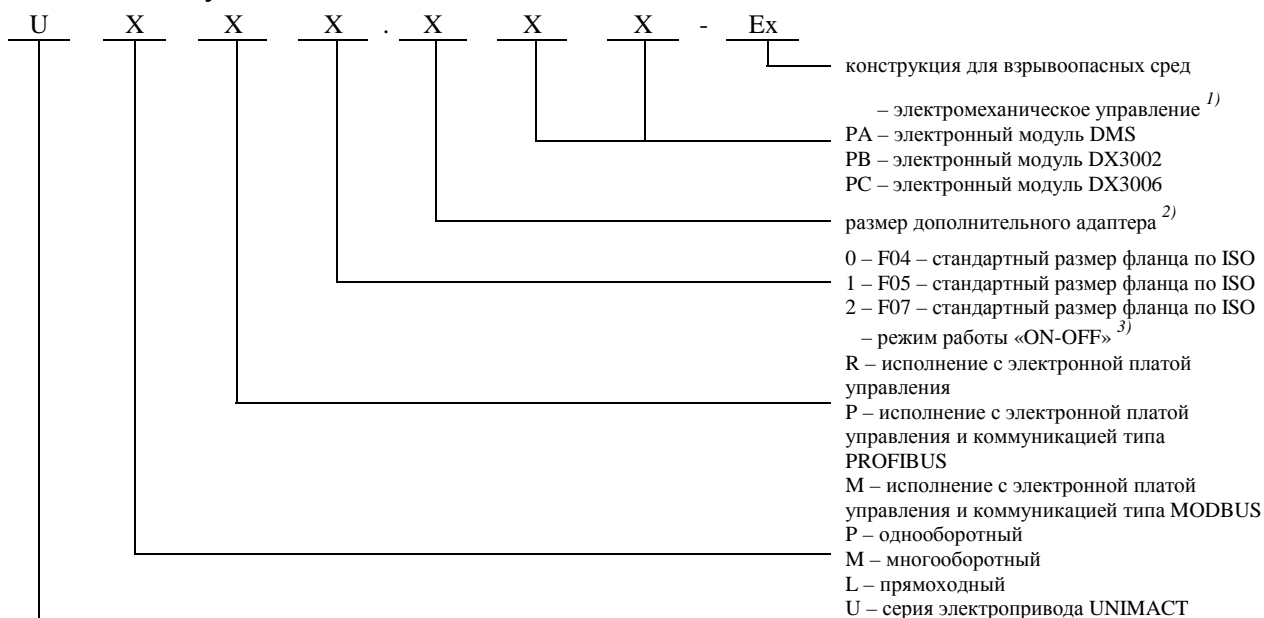 U X X X . X X X - Ex
конструкция для взрывоопасных сред
– электромеханическое управление 1)
PA – электронный модуль DMS
PB – электронный модуль DX3002
PC – электронный модуль DX3006
размер дополнительного адаптера 2)
0 – F04 – стандартный размер фланца по ISO
1 – F05 – стандартный размер фланца по ISO
2 – F07 – стандартный размер фланца по ISO
– режим работы «ON-OFF» 3)
R – исполнение с электронной платой
управления
P – исполнение с электронной платой
управления и коммуникацией типа
PROFIBUS
M – исполнение с электронной платой
управления и коммуникацией типа MODBUS
P – однооборотный
M – многооборотный
L – прямоходный
U – серия электропривода UNIMACT